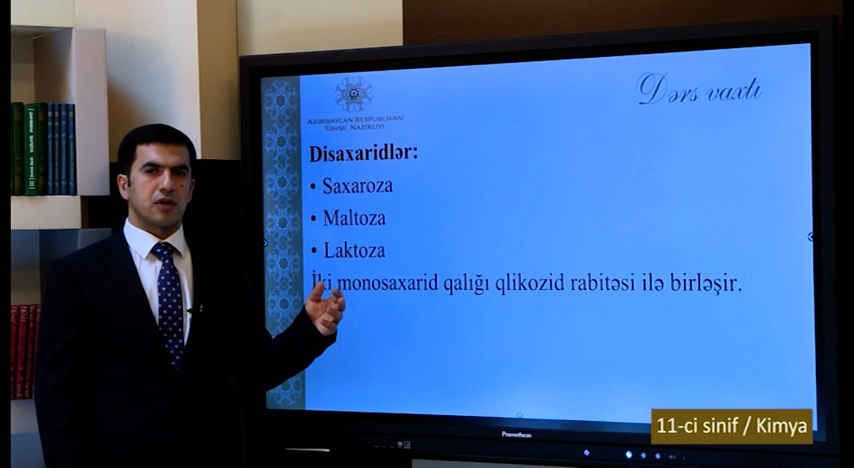 Dərs vaxtı
AZƏRBAYCAN RESPUBLİKASI
TƏHSİL NAZİRLİYİ
Disaxaridlər:
• Saxaroza
• Maltoza
• Laktoza
İki monosaxarid qalığı qlikozid rabitəsi ilə birləşir.
Promethean
11-ci sinif / Kimya